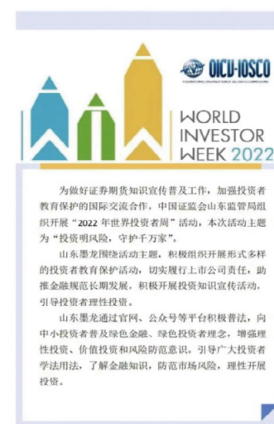 OICU-IOSCO
WORLD
INVESTOR
WEEK 2022
为做好证券期货知识宣传普及工作，加强投资者
教育保护的国际交流合作，中国证监会山东监管局组
织开展“2022 年世界投资者周”活动，本次活动主题
为“投资明风险，守护千万家”。
山东墨龙围绕活动主题，积极组织开展形式多样
的投资者教育保护活动，切实履行上市公司责任，助
推金融规范长期发展，积极开展投资知识宣传活动，
引导投资者理性投资。
山东墨龙通过官网、公众号等平台积极普法，向
中小投资者普及绿色金融、绿色投资者理念，增强理
性投资、价值投资和风险防范意识，引导广大投资者
学法用法，了解金融知识，防范市场风险，理性开展
投资。